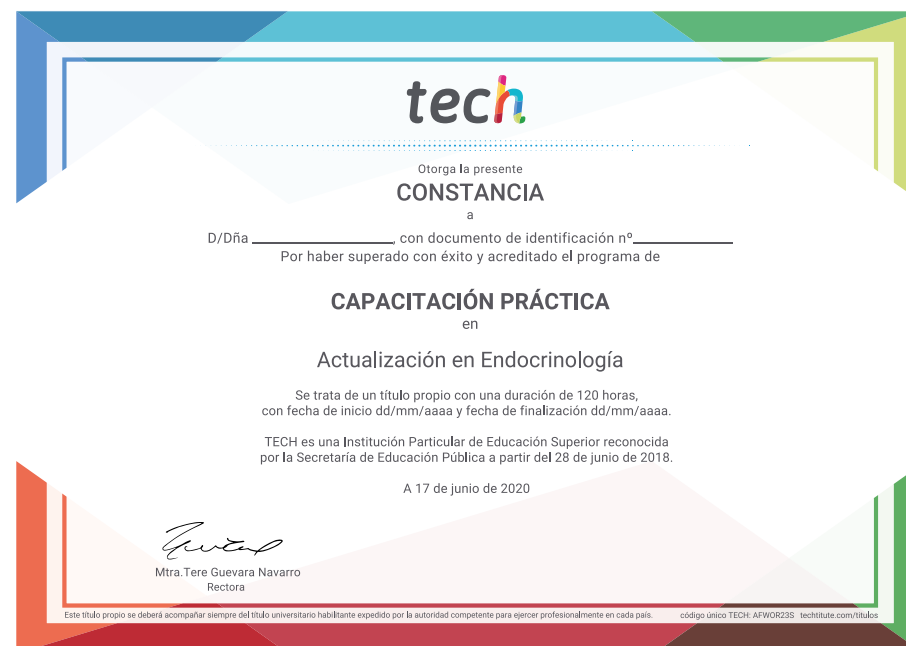 tech
Otorga la presente
CONSTANCIA
a
D/Dña ____________________, con documento de identificación nº______________
Por haber superado con éxito y acreditado el programa de
CAPACITACIÓN PRÁCTICA
en
Actualización en Endocrinología
Se trata de un título propio con una duración de 120 horas,
con fecha de inicio dd/mm/aaaa y fecha de finalización dd/mm/aaaa.
TECH es una Institución Particular de Educación Superior reconocida
por la Secretaría de Educación Pública a partir del 28 de junio de 2018.
A 17 de junio de 2020
Mtra.Tere Guevara Navarro
Rectora
Este título propio se deberá acompañar siempre del título universitario habilitante expedido por la autoridad competente para ejercer profesionalmente en cada país. código único TECH: AFWOR23S techtitute.com/titulos